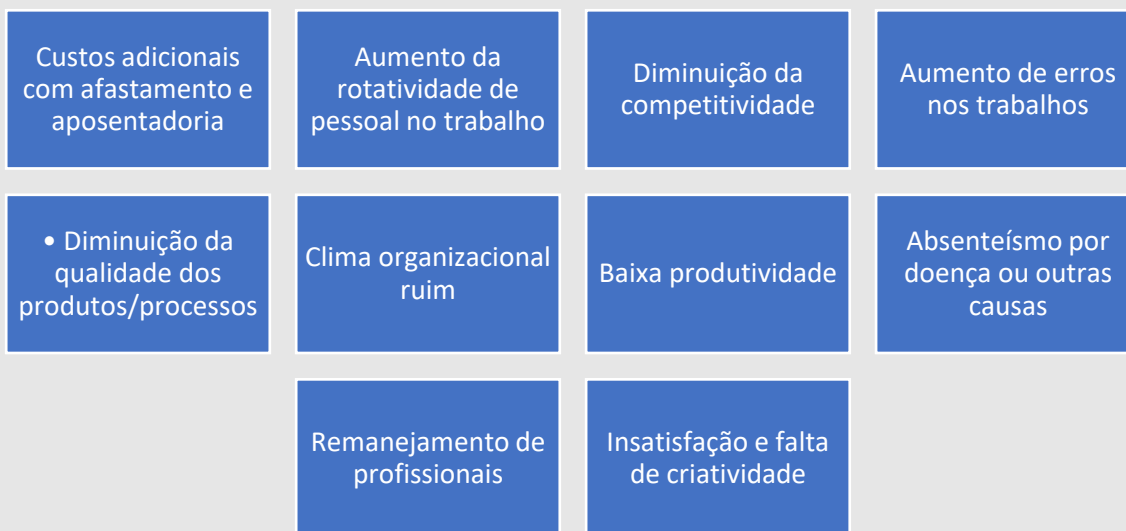 Custos adicionais
com afastamento e
aposentadoria
Aumento da
rotatividade de
pessoal no trabalho
Diminuição da
competitividade
Aumento de erros
nos trabalhos
• Diminuição da
qualidade dos
produtos/processos
Clima organizacional
ruim
Baixa produtividade
Absenteísmo por
doença ou outras
causas
Remanejamento de
profissionais
Insatisfação e falta
de criatividade